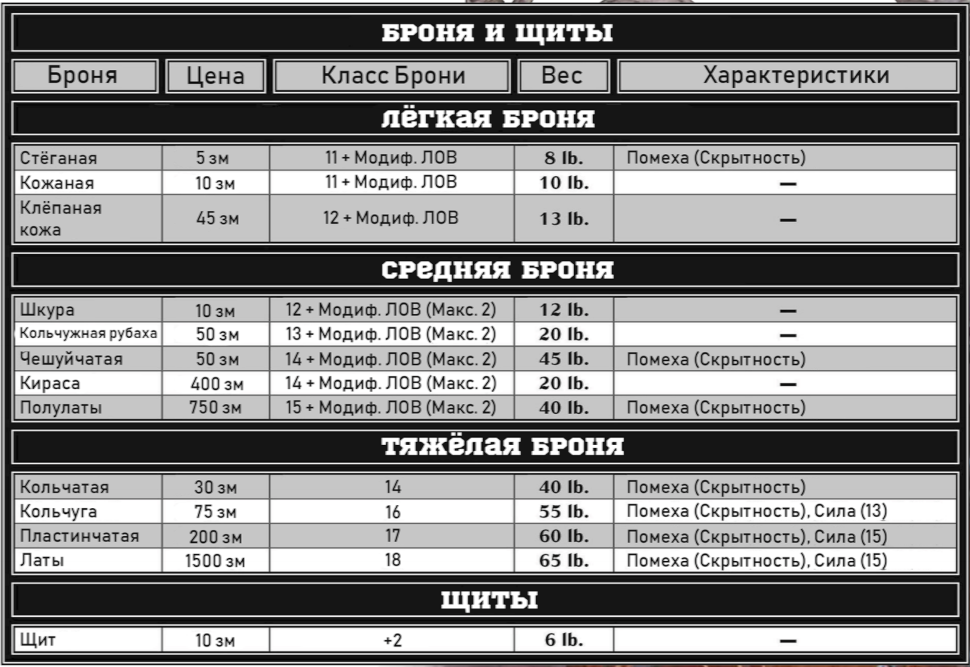 БРОНЯ И ЩИТЫ
Броня Цена Класс Брони Вес Характеристики
ЛЁГКАЯ БРОНЯ
Стёганая 5 зм 11 + Модиф. ЛОВ 8 lb. Помеха (Скрытность)
Кожаная 10 зм 11 + Модиф. ЛОВ 10 lb. —
Клёпаная
кожа 45 зм 12 + Модиф. ЛОВ 13 lb. —
СРЕДНЯЯ БРОНЯ
Шкура 10 зм 12 + Модиф. ЛОВ (Макс. 2) 12 lb. —
Кольчужная рубаха 50 зм 13 + Модиф. ЛОВ (Макс. 2) 20 lb. —
Чешуйчатая 50 зм 14 + Модиф. ЛОВ (Макс. 2) 45 lb. Помеха (Скрытность)
Кираса 400 зм 14 + Модиф. ЛОВ (Макс. 2) 20 lb. —
Полулаты 750 зм 15 + Модиф. ЛОВ (Макс. 2) 40 lb. Помеха (Скрытность)
ТЯЖЁЛАЯ БРОНЯ
Кольчатая 30 зм 14 40 lb. Помеха (Скрытность)
Кольчуга 75 зм 16 55 lb. Помеха (Скрытность), Сила (13)
Пластинчатая 200 зм 17 60 lb. Помеха (Скрытность), Сила (15)
Латы 1500 зм 18 65 lb. Помеха (Скрытность), Сила (15)
ЩИТЫ
Щит 10 зм +2 6 lb. —